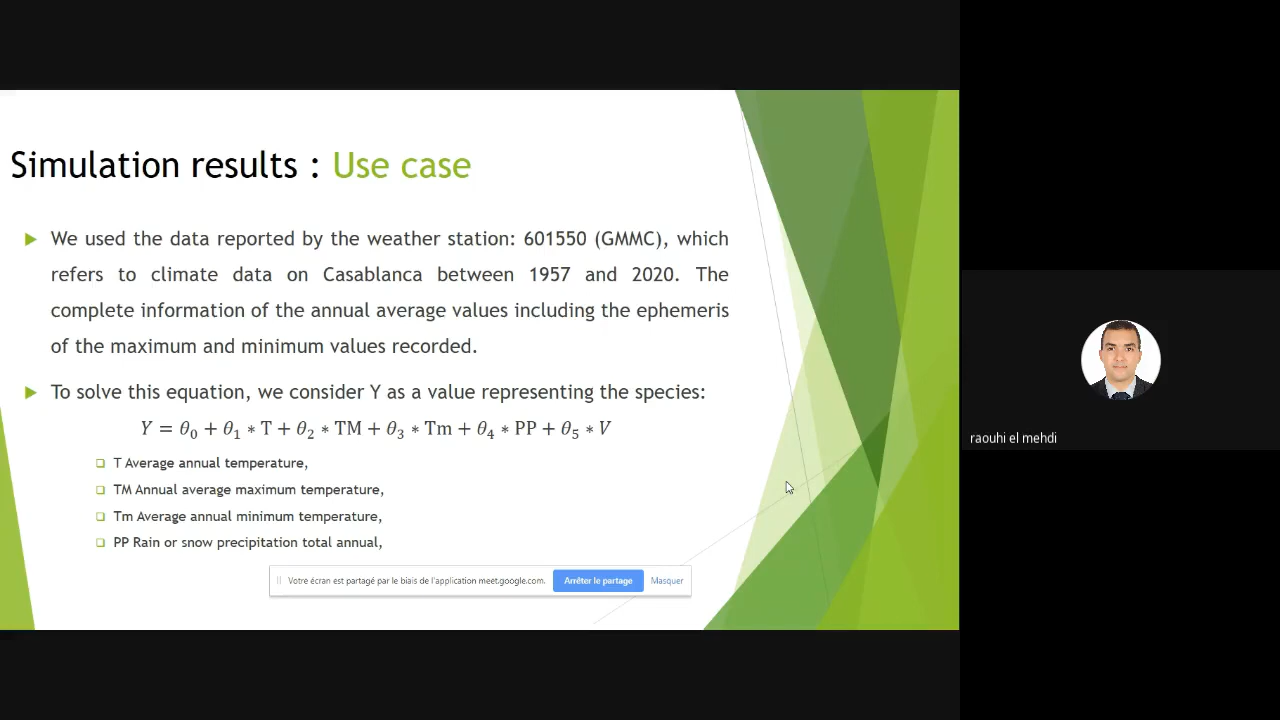 Simulation results : Use case
We used the data reported by the weather station: 601550 (GMMC), which
refers to climate data on Casablanca between 1957 and 2020. The
complete information of the annual average values including the ephemeris
of the maximum and minimum values recorded.
To solve this equation, we consider Y as a value representing the species:
Y = θ₀ + θ₁ * T + θ₂ * TM + θ₃ * Tm + θ₄ * PP + θ₅ * V
T Average annual temperature,
TM Annual average maximum temperature,
Tm Average annual minimum temperature,
PP Rain or snow precipitation total annual,
Votre écran est partagé par le biais de l'application meet.google.com. Arrêter le partage Masquer
raouhi el mehdi